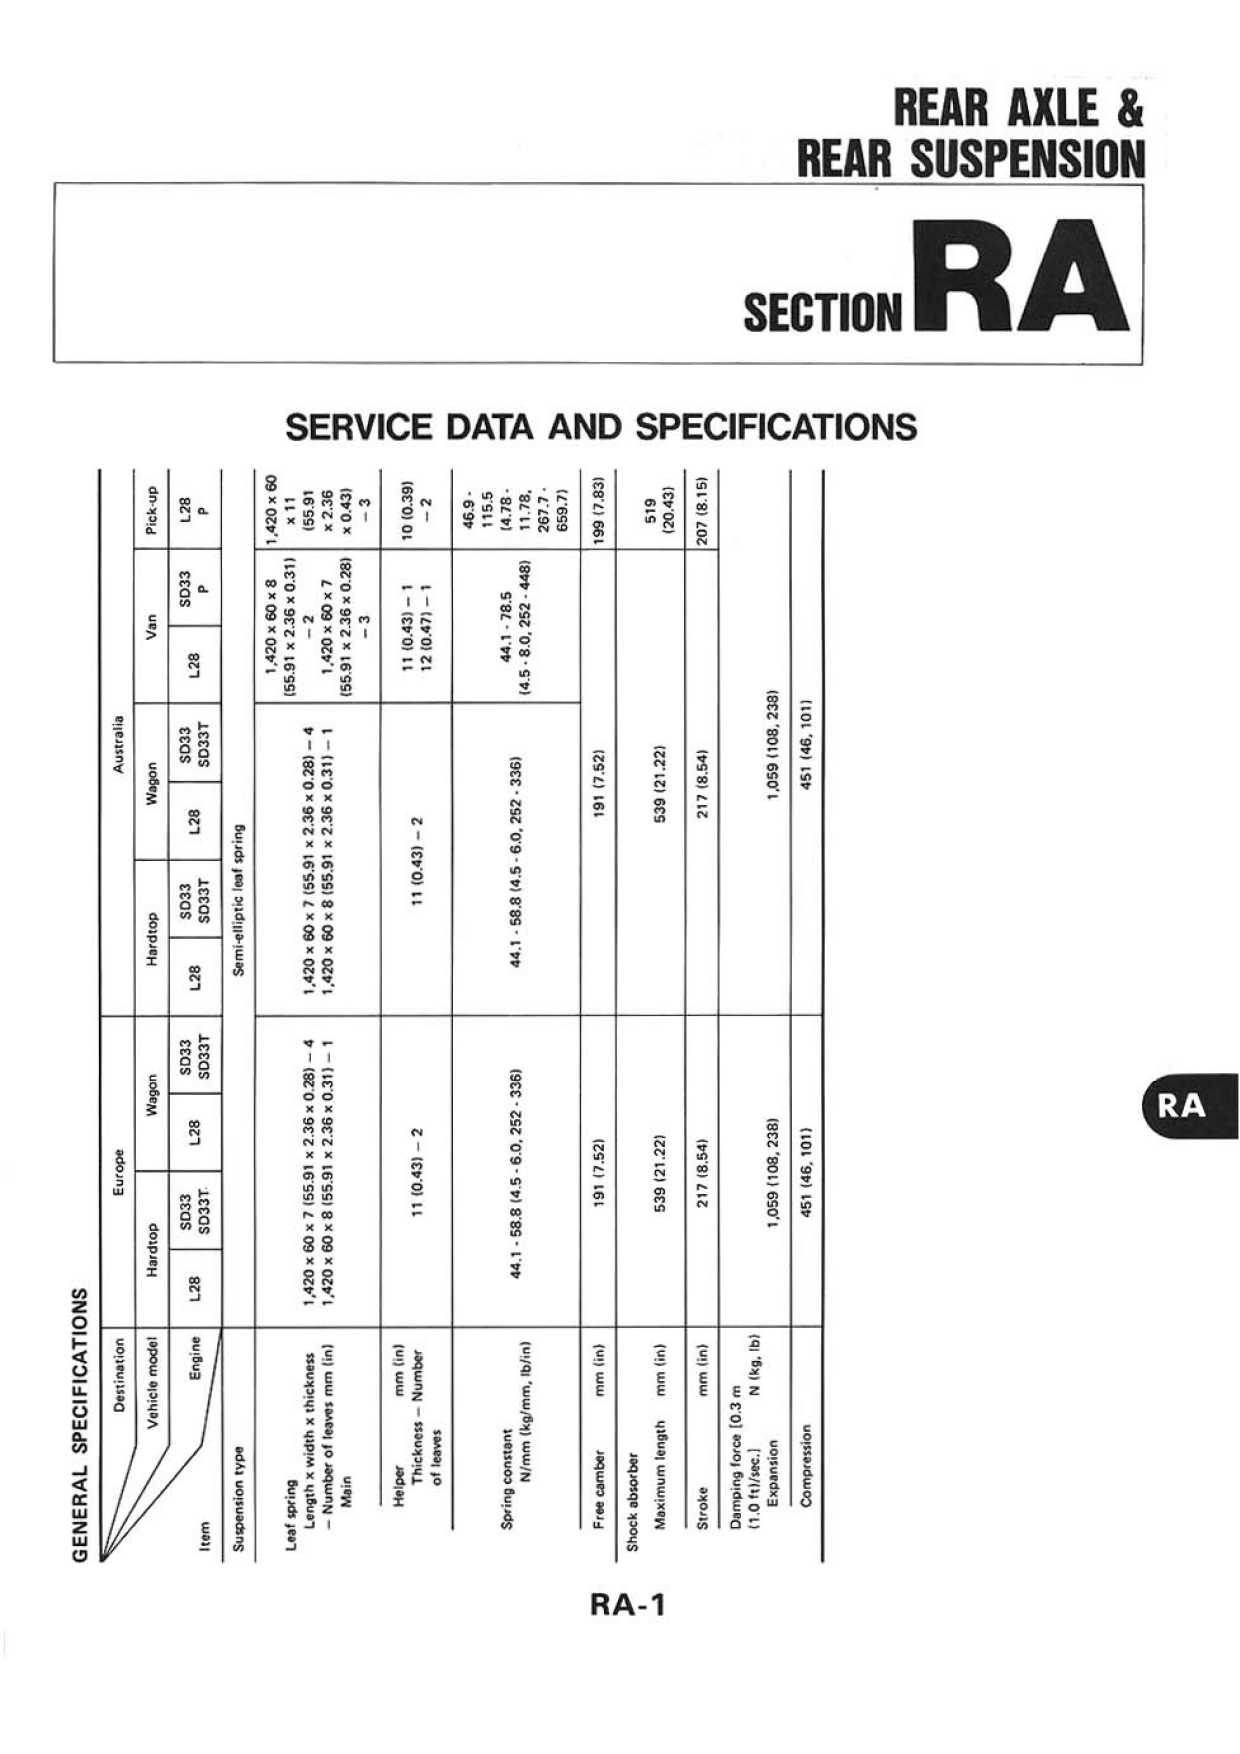 REAR AXLE &
REAR SUSPENSION
SECTION RA
SERVICE DATA AND SPECIFICATIONS
GENERAL SPECIFICATIONS
Destination Europe Australia
Vehicle model Hardtop Wagon Hardtop Wagon Van Pick-up
Item Engine L28 SD33 SD33T L28 SD33 SD33T L28 SD33 SD33T L28 SD33 SD33T L28 SD33 P L28 P
Suspension type Semi-elliptic leaf spring
Leaf spring
Length x width x thickness
– Number of leaves mm (in)
Main
1,420 x 60 x 7 (55.91 x 2.36 x 0.28) – 4
1,420 x 60 x 8 (55.91 x 2.36 x 0.31) – 1
1,420 x 60 x 7 (55.91 x 2.36 x 0.28) – 4
1,420 x 60 x 8 (55.91 x 2.36 x 0.31) – 1
1,420 x 60 x 8
(55.91 x 2.36 x 0.31)
– 2
1,420 x 60 x 7
(55.91 x 2.36 x 0.28)
– 3
1,420 x 60
x 11
(55.91
x 2.36
x 0.43)
– 3
Helper mm (in)
Thickness – Number
of leaves
11 (0.43) – 2
11 (0.43) – 2
11 (0.43) – 1
12 (0.47) – 1
10 (0.39)
– 2
Spring constant
N/mm (kg/mm, lb/in)
44.1 - 58.8 (4.5 - 6.0, 252 - 336)
44.1 - 58.8 (4.5 - 6.0, 252 - 336)
44.1 - 78.5
(4.5 - 8.0, 252 - 448)
46.9 -
115.5
(4.78 -
11.78,
267.7 -
659.7)
Free camber mm (in) 191 (7.52) 191 (7.52) 199 (7.83)
Shock absorber
Maximum length mm (in) 539 (21.22) 539 (21.22) 519
(20.43)
Stroke mm (in) 217 (8.54) 217 (8.54) 207 (8.15)
Damping force [0.3 m
(1.0 ft)/sec.] N (kg, lb)
Expansion 1,059 (108, 238) 1,059 (108, 238)
Compression 451 (46, 101) 451 (46, 101)
RA
RA-1